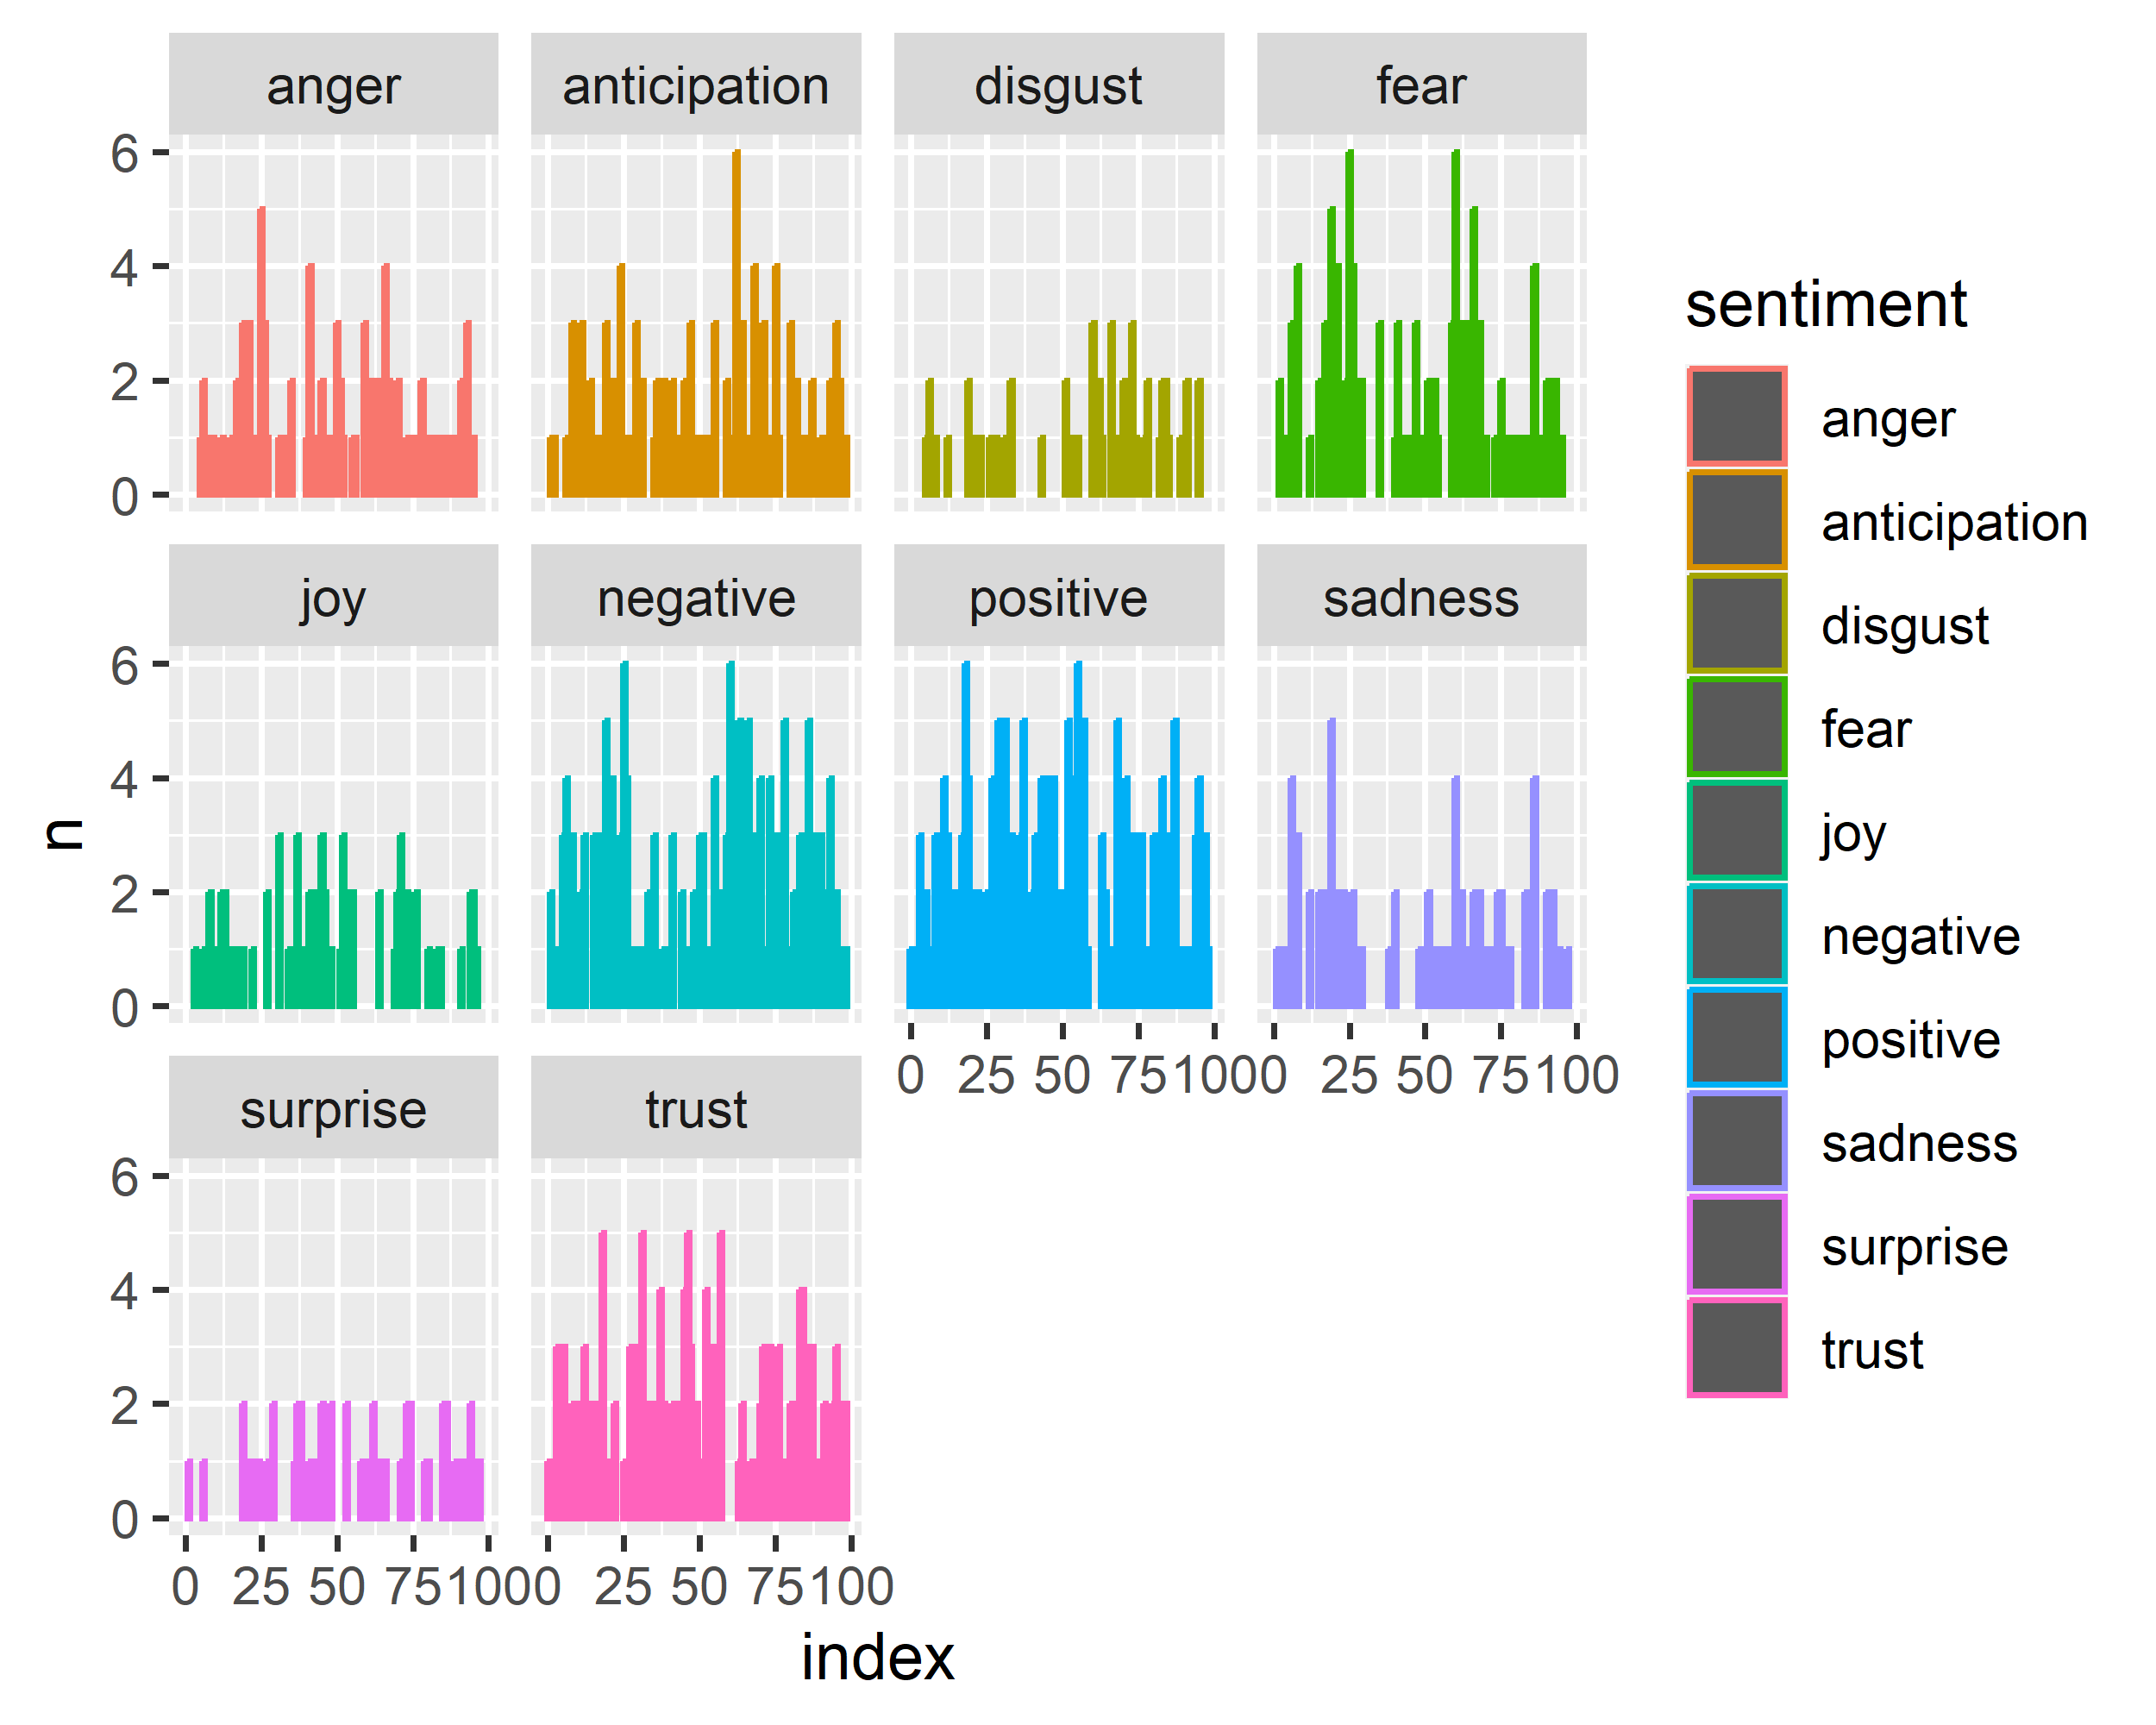 anger anticipation disgust fear
6
4
2
0
joy negative positive sadness
6
4
2
0
0 25 50 75 100 0 25 50 75 100
surprise trust
6
4
2
0
0 25 50 75 100 0 25 50 75 100
index
n
sentiment
anger
anticipation
disgust
fear
joy
negative
positive
sadness
surprise
trust